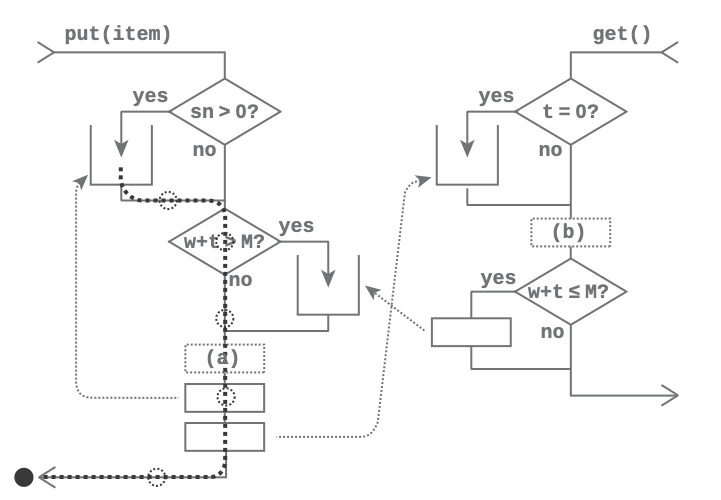 put(item)
get()
yes
yes
sn > 0?
t = 0?
no
no
yes
(b)
w+t > M?
no
yes
w+t ≤ M?
no
(a)